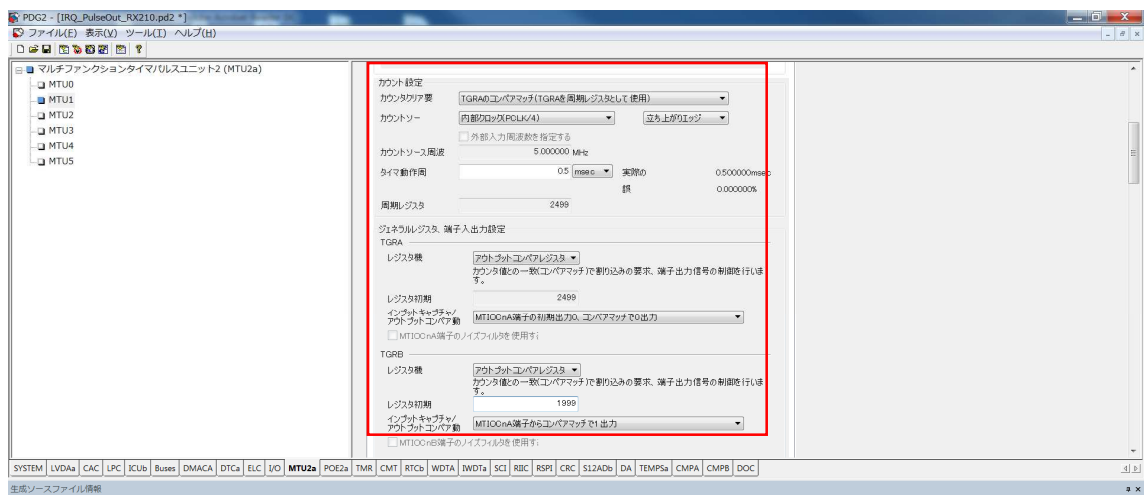 PDG2 - [IRQ_PulseOut_RX210.pd2 *]
ファイル(F) 表示(V) ツール(T) ヘルプ(H)
マルチファンクションタイマパルスユニット2 (MTU2a)
MTU0
MTU1
MTU2
MTU3
MTU4
MTU5
カウント設定
カウンタクリア要 TGRAのコンペアマッチ(TGRAを周期レジスタとして使用)
カウントソー 内部クロック(PCLK/4) 立ち上がりエッジ
外部入力周波数を指定する
カウントソース周波 5.000000 MHz
タイマ動作周 0.5 msec 実際の 0.500000msec
誤 0.000000%
周期レジスタ 2499
ジェネラルレジスタ、端子入出力設定
TGRA
レジスタ機 アウトプットコンペアレジスタ
カウンタ値との一致(コンペアマッチ)で割り込みの要求、端子出力信号の制御を行いま
す。
レジスタ初期 2499
インプットキャプチャ/
アウトプットコンペア動 MTIOCnA端子の初期出力0、コンペアマッチで0出力
MTIOCnA端子のノイズフィルタを使用す
TGRB
レジスタ機 アウトプットコンペアレジスタ
カウンタ値との一致(コンペアマッチ)で割り込みの要求、端子出力信号の制御を行いま
す。
レジスタ初期 1999
インプットキャプチャ/
アウトプットコンペア動 MTIOCnA端子からコンペアマッチで1出力
MTIOCnB端子のノイズフィルタを使用す
SYSTEM LVDAa CAC LPC ICUb Buses DMACA DTCa ELC I/O MTU2a POE2a TMR CMT RTCb WDTA IWDTa SCI RIIC RSPI CRC S12ADb DA TEMPSa CMPA CMPB DOC
生成ソースファイル情報